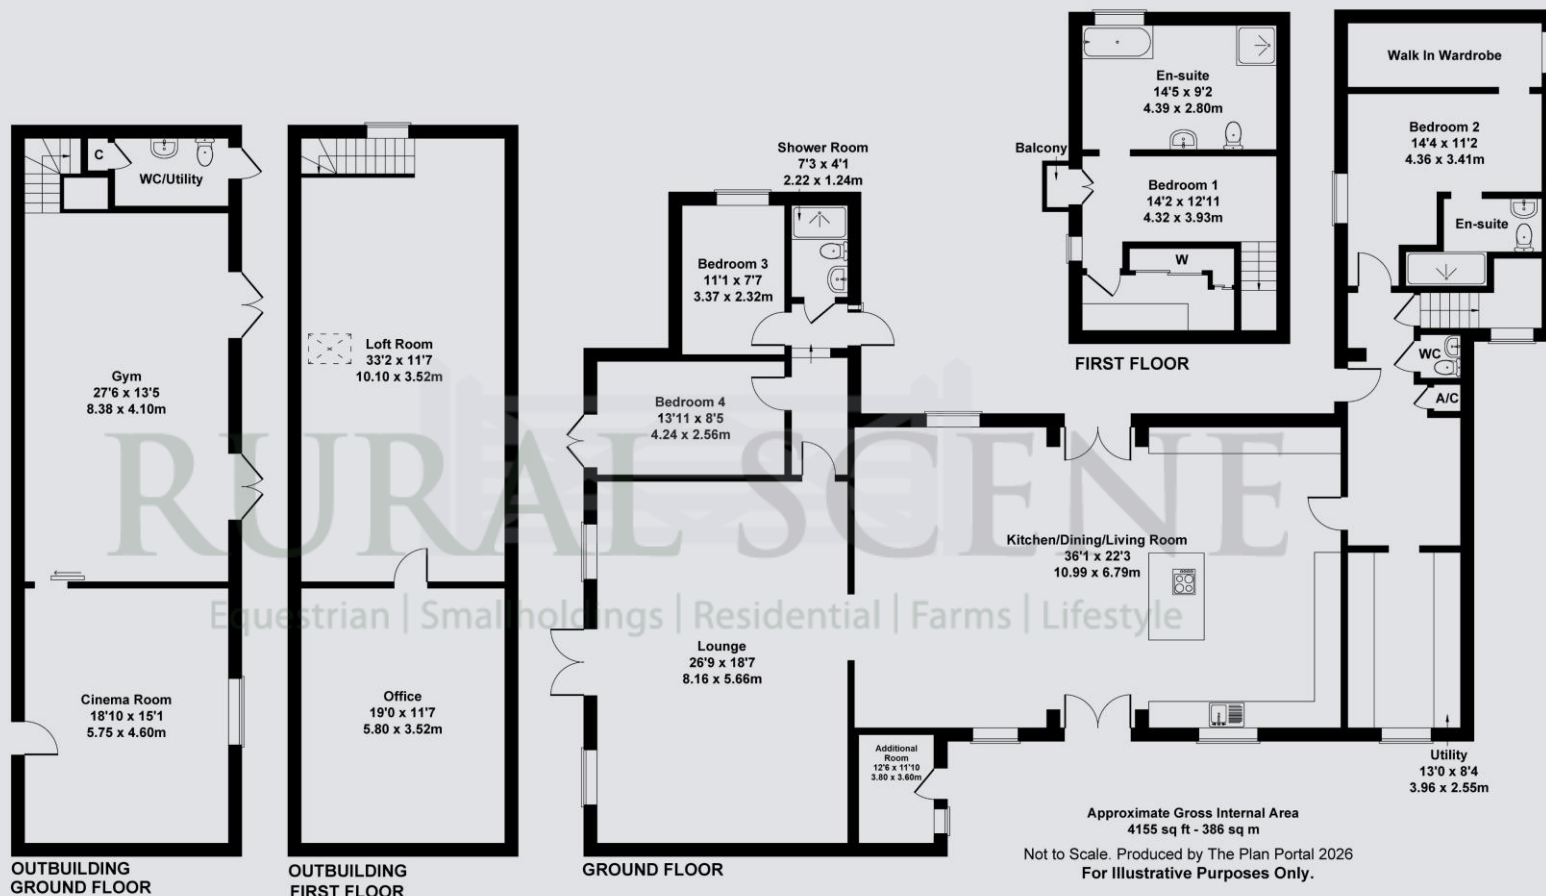 C
WC/Utility
Gym
27'6 x 13'5
8.38 x 4.10m
Cinema Room
18'10 x 15'1
5.75 x 4.60m
OUTBUILDING
GROUND FLOOR
Loft Room
33'2 x 11'7
10.10 x 3.52m
Office
19'0 x 11'7
5.80 x 3.52m
OUTBUILDING
FIRST FLOOR
Shower Room
7'3 x 4'1
2.22 x 1.24m
Bedroom 3
11'1 x 7'7
3.37 x 2.32m
Bedroom 4
13'11 x 8'5
4.24 x 2.56m
Lounge
26'9 x 18'7
8.16 x 5.66m
Kitchen/Dining/Living Room
36'1 x 22'3
10.99 x 6.79m
Additional
Room
12'6 x 11'10
3.80 x 3.60m
GROUND FLOOR
En-suite
14'5 x 9'2
4.39 x 2.80m
Balcony
Bedroom 1
14'2 x 12'11
4.32 x 3.93m
W
FIRST FLOOR
Walk In Wardrobe
Bedroom 2
14'4 x 11'2
4.36 x 3.41m
En-suite
WC
A/C
Utility
13'0 x 8'4
3.96 x 2.55m
RURAL SCENE
Equestrian | Smallholdings | Residential | Farms | Lifestyle
Approximate Gross Internal Area
4155 sq ft - 386 sq m
Not to Scale. Produced by The Plan Portal 2026
For Illustrative Purposes Only.